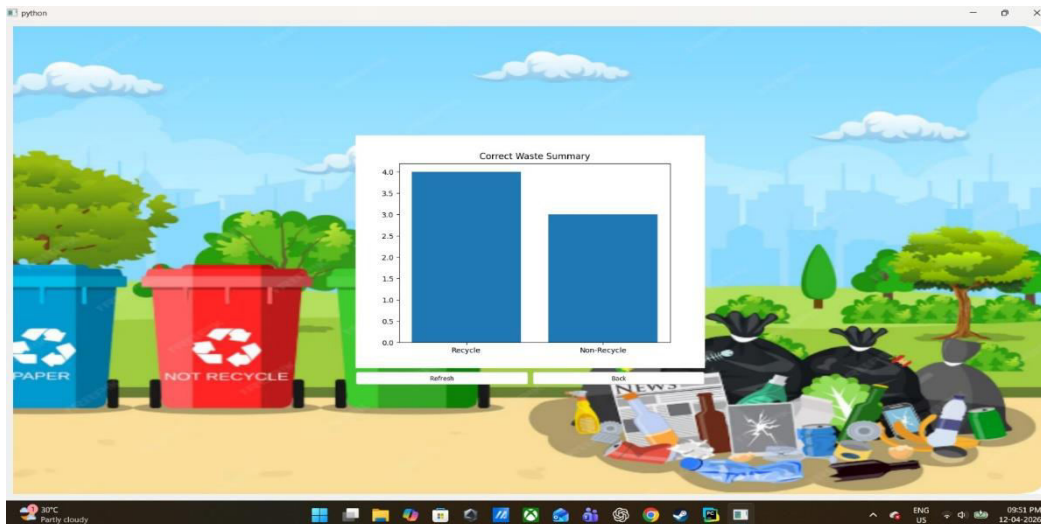 python
Correct Waste Summary
4.0
3.5
3.0
2.5
2.0
1.5
1.0
0.5
0.0
Recycle
Non-Recycle
Refresh
Back
PAPER
NOT RECYCLE
NEWS
1
30°C
Partly cloudy
ENG
US
09:51 PM
12-04-2026